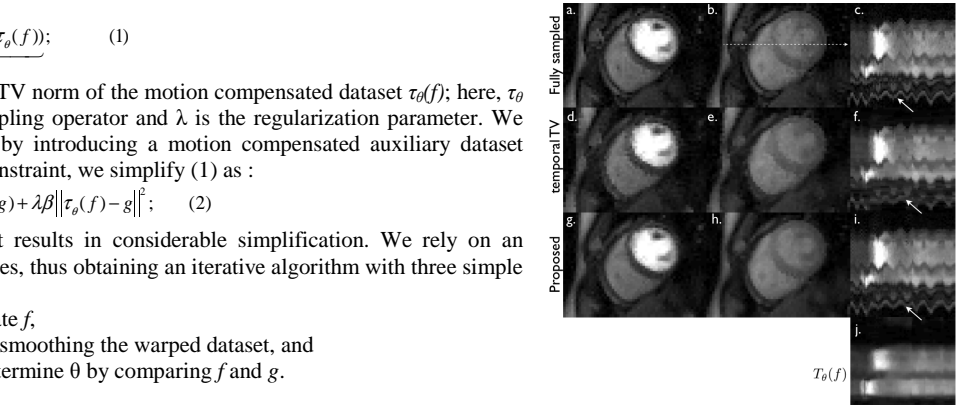 τθ(f)); (1)
TV norm of the motion compensated dataset τθ(f); here, τθ
pling operator and λ is the regularization parameter. We
by introducing a motion compensated auxiliary dataset
onstraint, we simplify (1) as :
g) + λβ||τθ(f) − g||²; (2)
t results in considerable simplification. We rely on an
es, thus obtaining an iterative algorithm with three simple
ate f,
smoothing the warped dataset, and
termine θ by comparing f and g.
Fully sampled
a.
b.
c.
temporal TV
d.
e.
f.
Proposed
g.
h.
i.
j.
Tθ(f)